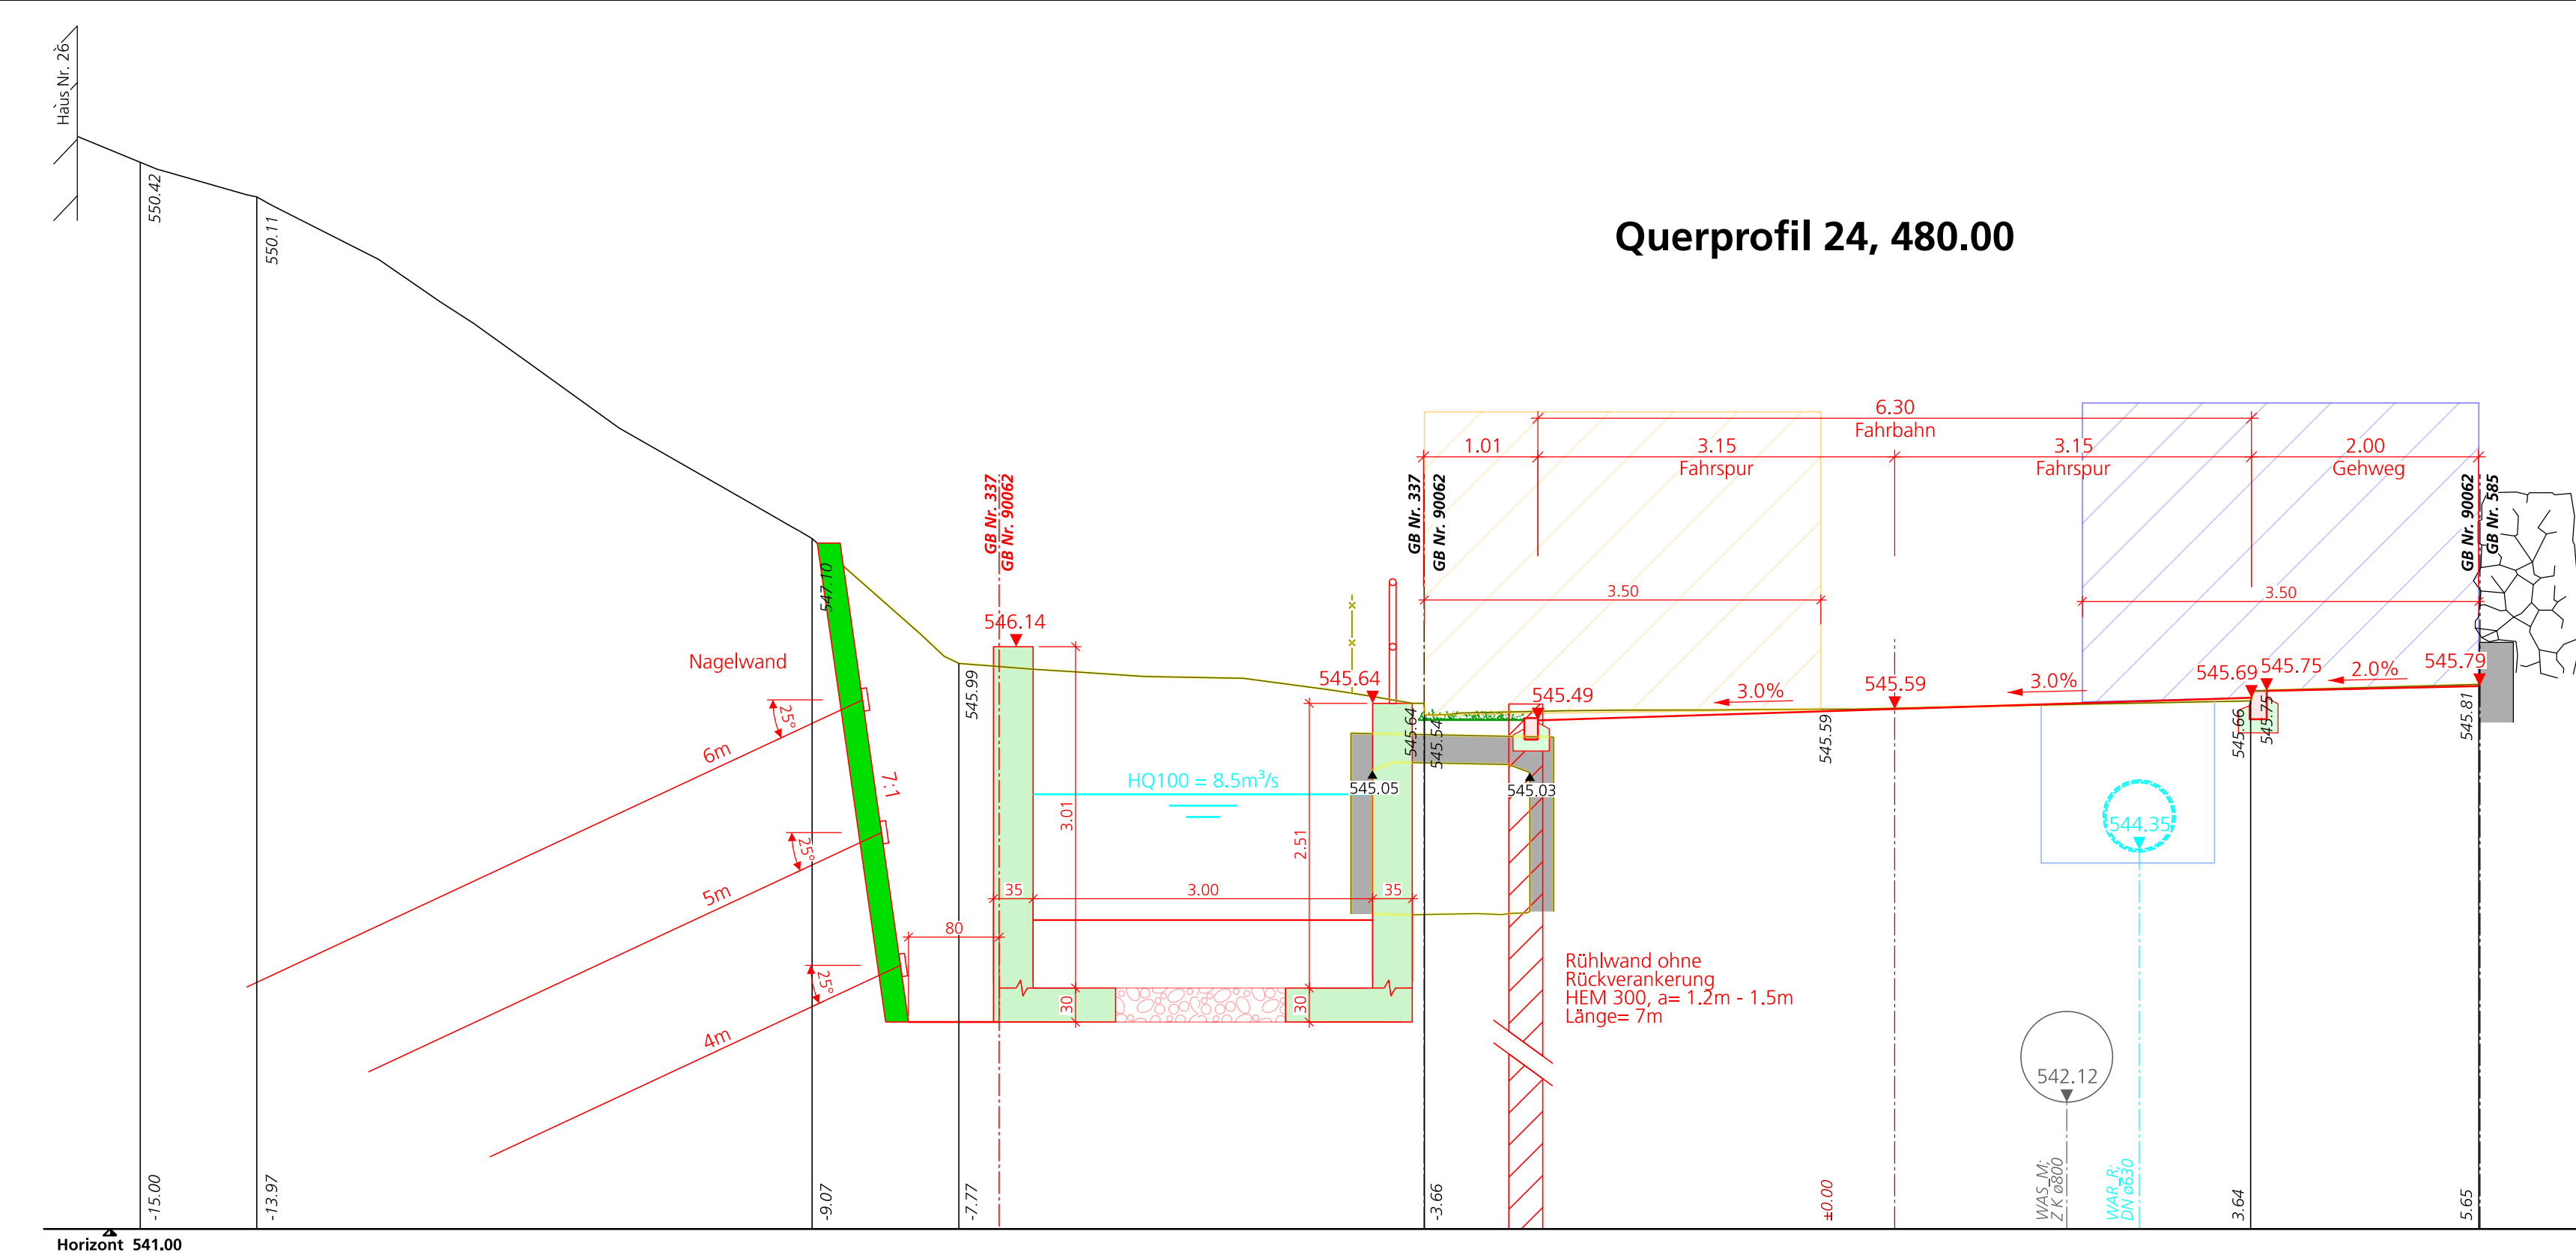 Haus Nr. 26
550.42
550.11
Querprofil 24, 480.00
6.30
Fahrbahn
1.01
3.15
Fahrspur
3.15
Fahrspur
2.00
Gehweg
GB Nr. 337
GB Nr. 90062
GB Nr. 337
GB Nr. 90062
GB Nr. 90062
GB Nr. 585
547.10
3.50
3.50
546.14
Nagelwand
545.99
545.64
545.49
3.0%
545.59
3.0%
545.69
545.75
2.0%
545.79
25°
6m
7:1
545.64
545.54
545.59
545.66
545.75
545.81
HQ100 = 8.5m³/s
545.05
545.03
3.01
2.51
544.35
25°
5m
35
3.00
35
80
25°
4m
30
30
Rühlwand ohne
Rückverankerung
HEM 300, a= 1.2m - 1.5m
Länge= 7m
542.12
-15.00
-13.97
-9.07
-7.77
-3.66
±0.00
WAS_M;
Z K ø800
WAR_R;
DN ø630
3.64
5.65
Horizont 541.00